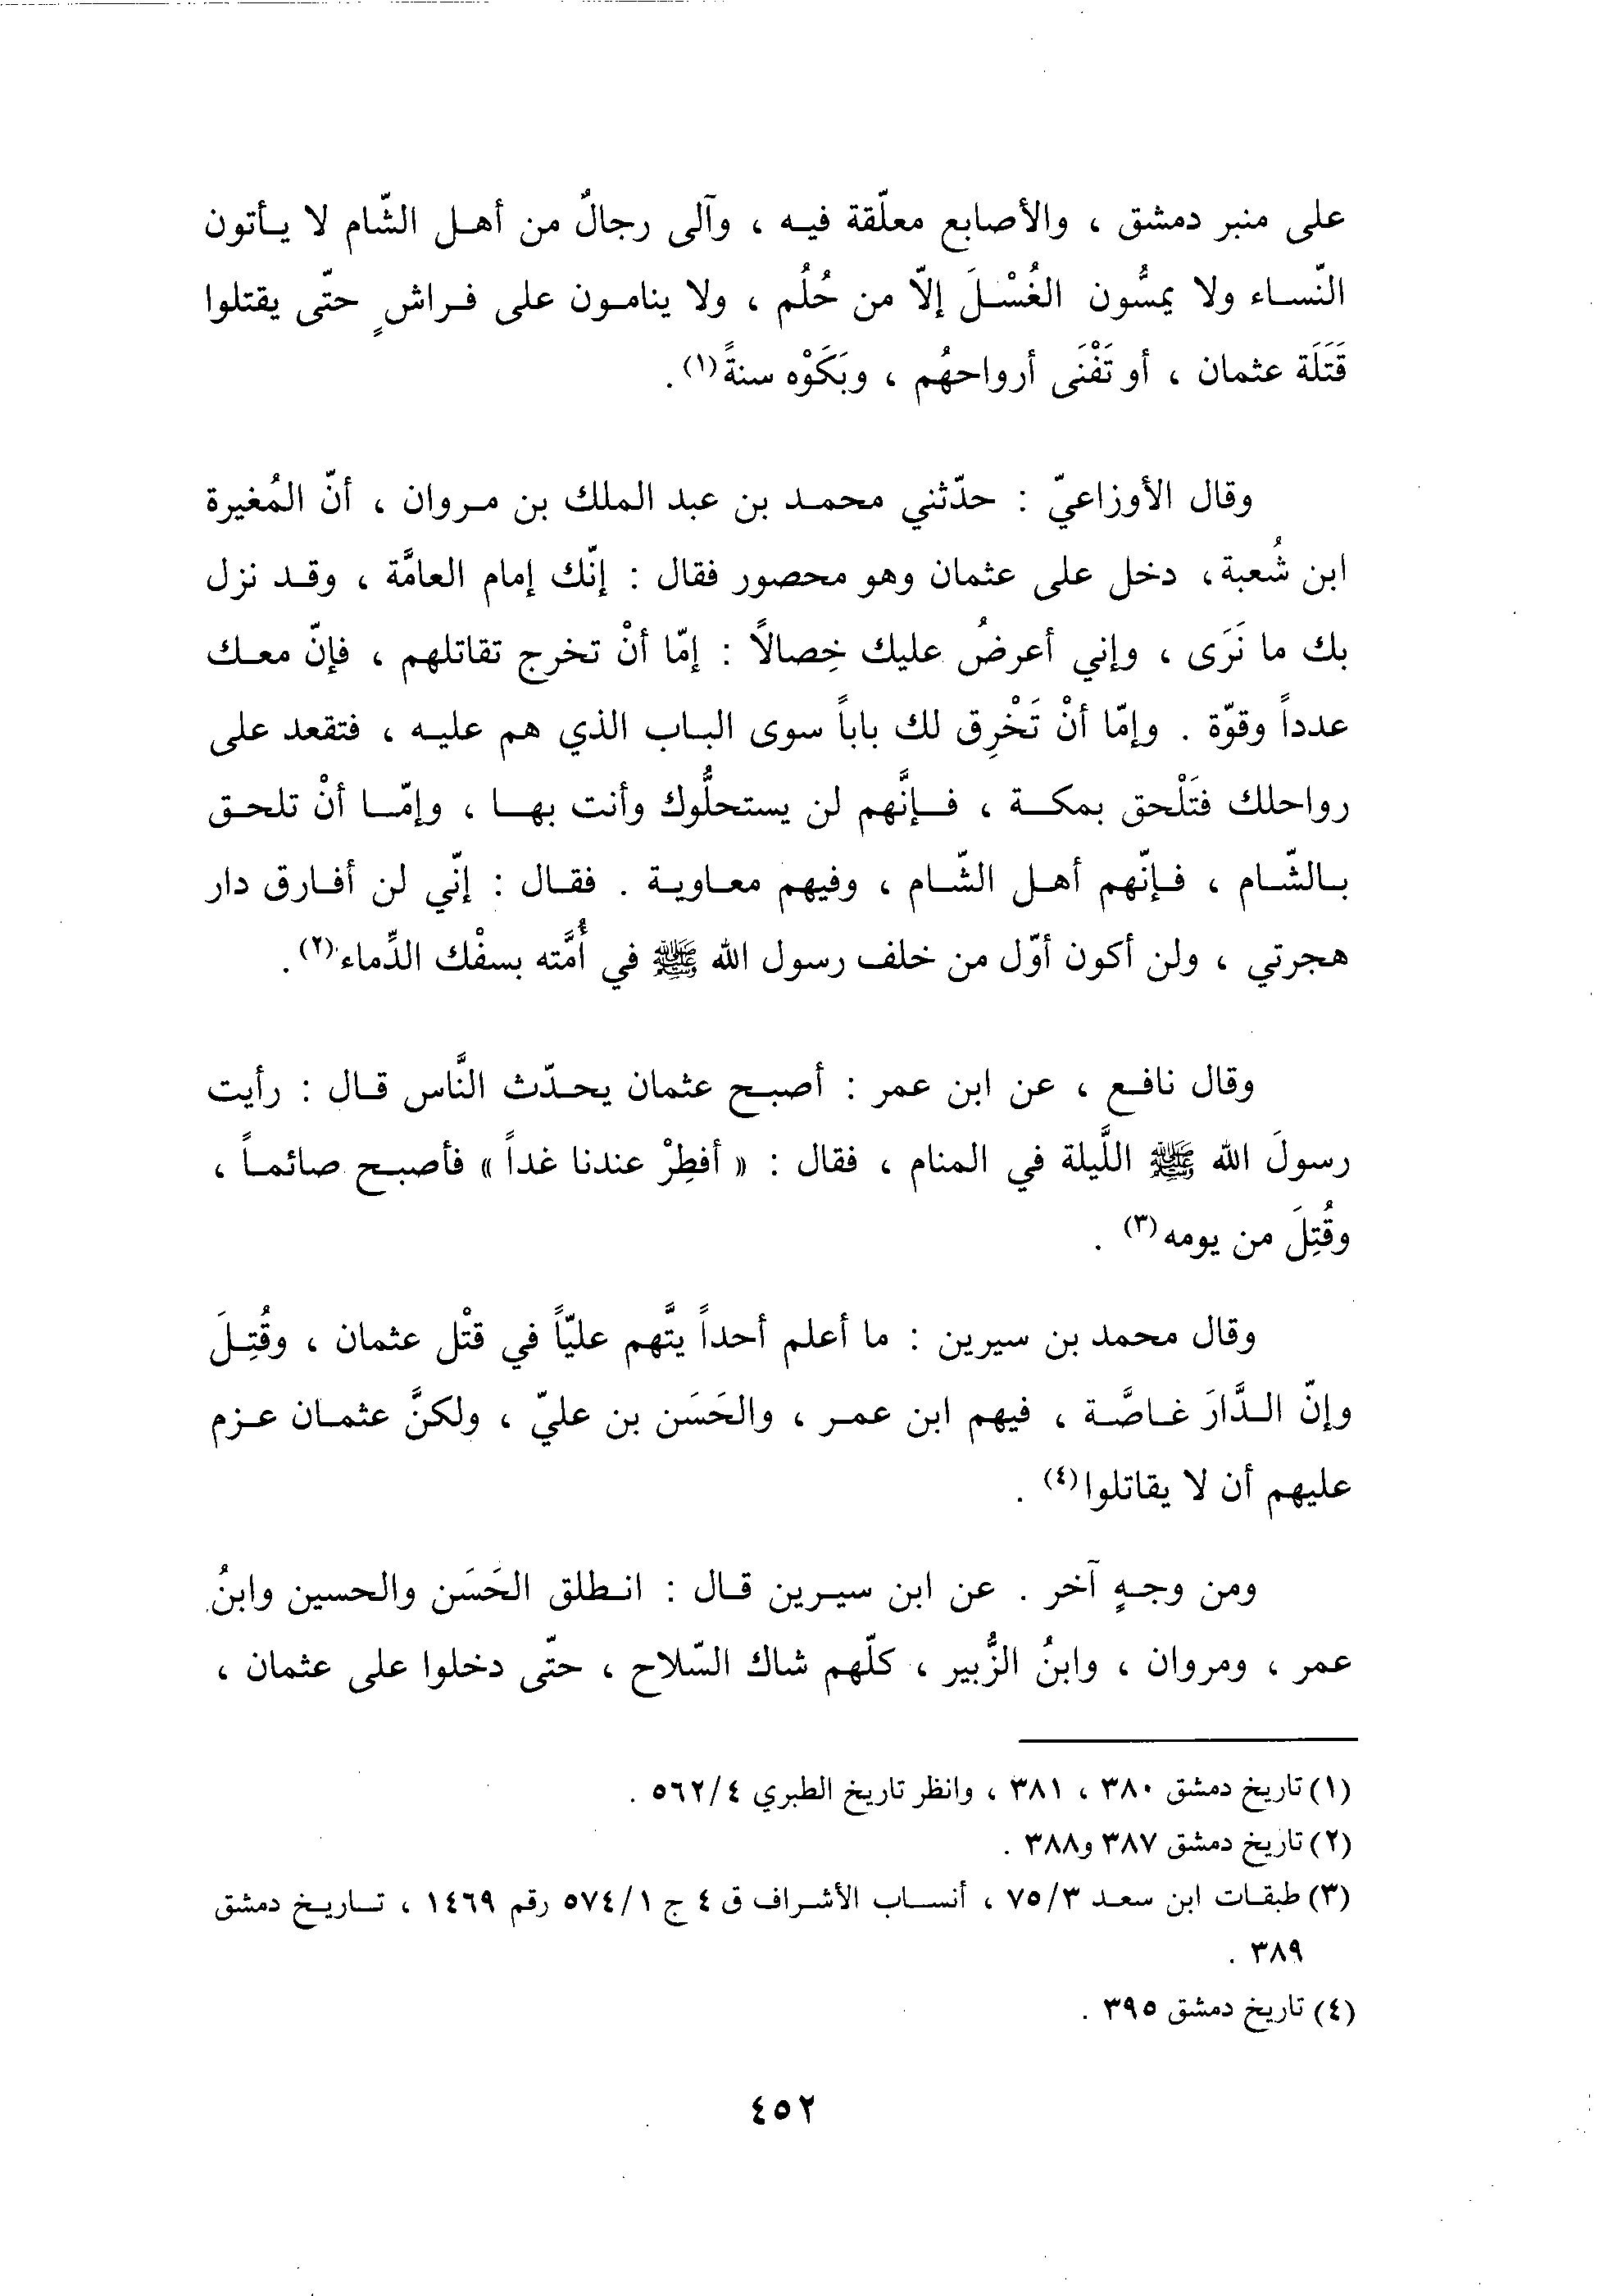 على منبر دمشق ، والأصابع معلّقة فيه ، وآلى رجالٌ من أهل الشّام لا يأتون
النّساء ولا يمسُّون الغُسْلَ إلاّ من حُلُم ، ولا ينامون على فراشٍ حتّى يقتلوا
قَتَلَة عثمان ، أو تَفْنَى أرواحهُم ، وبَكَوْه سنةً(١) .
وقال الأوزاعيّ : حدّثني محمد بن عبد الملك بن مروان ، أنّ المُغيرة
ابن شُعبة، دخل على عثمان وهو محصور فقال : إنّك إمام العامَّة ، وقد نزل
بك ما نَرَى ، وإني أعرضُ عليك خِصالاً : إمّا أنْ تخرج تقاتلهم ، فإنّ معك
عدداً وقوّة . وإمّا أنْ تَخْرِق لك باباً سوى الباب الذي هم عليه ، فتقعد على
رواحلك فتَلْحق بمكة ، فإنَّهم لن يستحلُّوك وأنت بها ، وإمّا أنْ تلحق
بالشّام ، فإنّهم أهل الشّام ، وفيهم معاوية . فقال : إنّي لن أفارق دار
هجرتي ، ولن أكون أوّل من خلف رسول الله ﷺ في أُمَّته بسفْك الدِّماء(٢) .
وقال نافع ، عن ابن عمر : أصبح عثمان يحدّث النَّاس قال : رأيت
رسولَ الله ﷺ اللَّيلة في المنام ، فقال : « أفطِرْ عندنا غداً » فأصبح صائماً ،
وقُتِلَ من يومه(٣) .
وقال محمد بن سيرين : ما أعلم أحداً يتَّهم عليّاً في قتْل عثمان ، وقُتِلَ
وإنّ الدَّارَ غاصَّة ، فيهم ابن عمر ، والحَسَن بن عليّ ، ولكنَّ عثمان عزم
عليهم أن لا يقاتلوا(٤) .
ومن وجهٍ آخر . عن ابن سيرين قال : انطلق الحَسَن والحسين وابنُ
عمر ، ومروان ، وابنُ الزُّبير ، كلّهم شاك السّلاح ، حتّى دخلوا على عثمان ،
(١) تاريخ دمشق ٣٨٠ ، ٣٨١ ، وانظر تاريخ الطبري ٥٦٢/٤ .
(٢) تاريخ دمشق ٣٨٧ و٣٨٨ .
(٣) طبقات ابن سعد ٧٥/٣ ، أنساب الأشراف ق ٤ ج ٥٧٤/١ رقم ١٤٦٩ ، تاريخ دمشق
٣٨٩ .
(٤) تاريخ دمشق ٣٩٥ .
٤٥٢